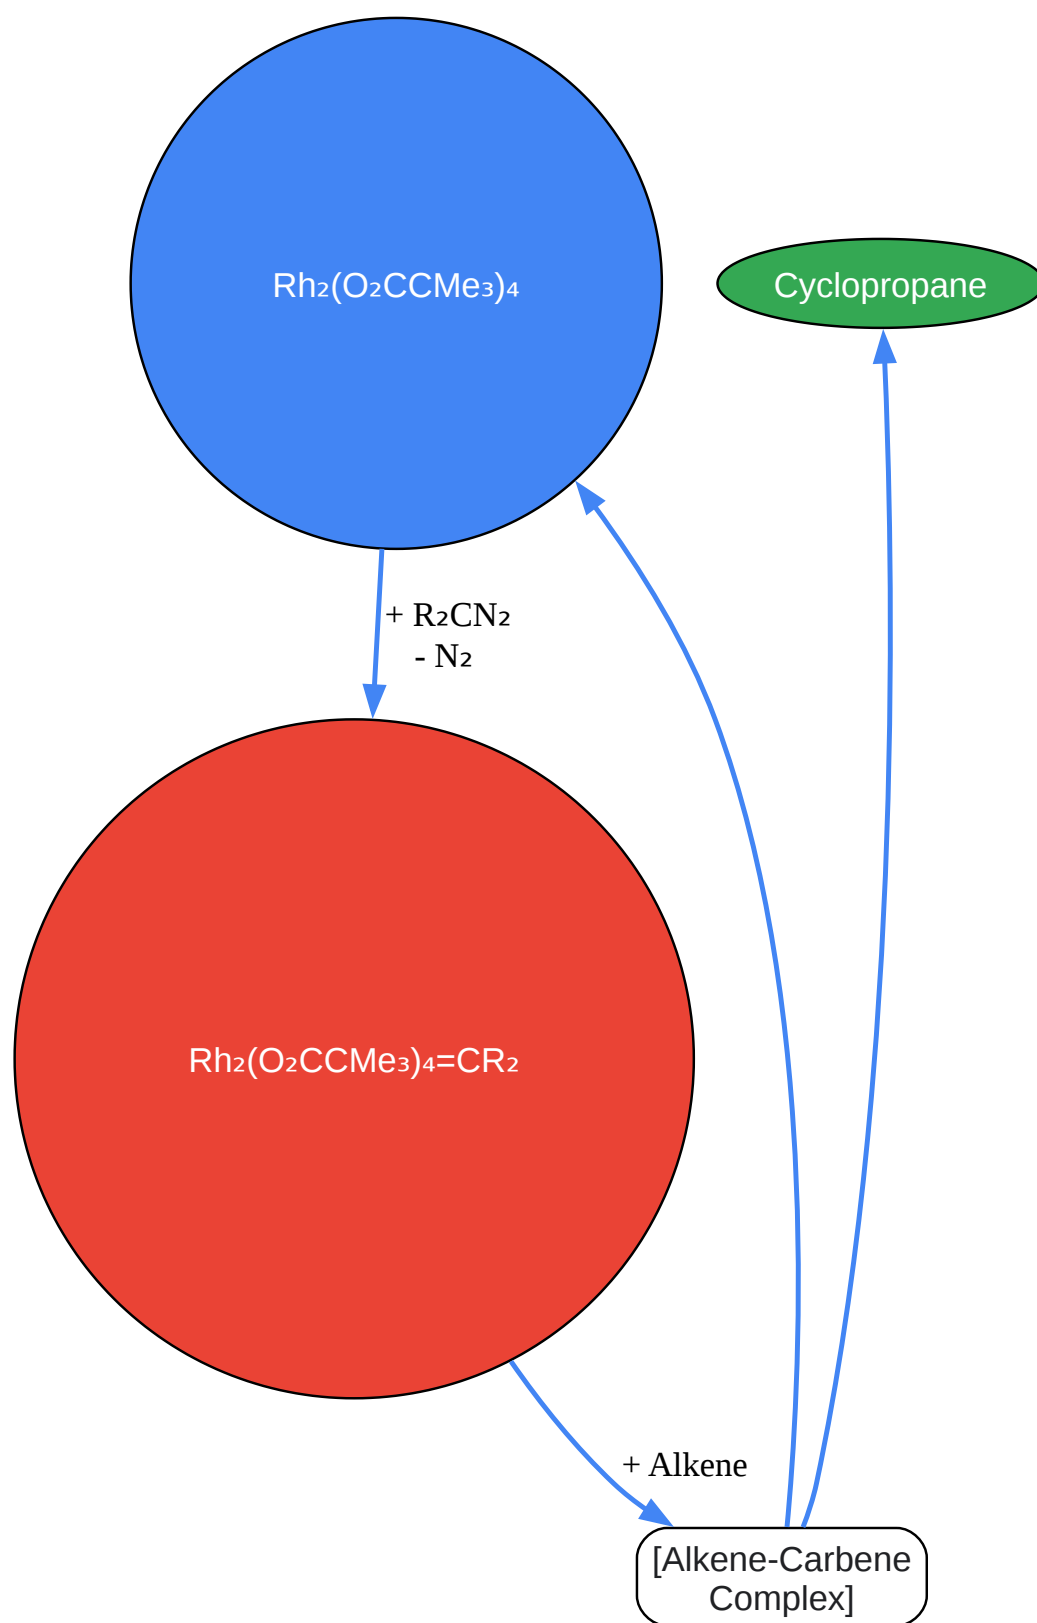 Rh₂(O₂CCMe₃)₄
Cyclopropane
+ R₂CN₂
- N₂
Rh₂(O₂CCMe₃)₄=CR₂
+ Alkene
[Alkene-Carbene
Complex]